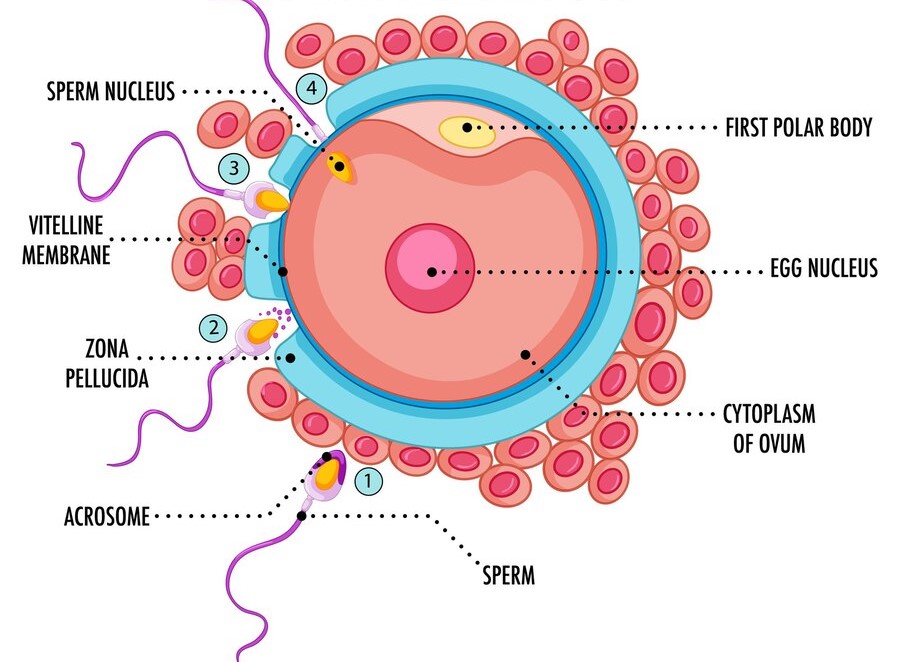 4
SPERM NUCLEUS
FIRST POLAR BODY
3
VITELLINE
MEMBRANE
EGG NUCLEUS
2
ZONA
PELLUCIDA
CYTOPLASM
OF OVUM
1
ACROSOME
SPERM